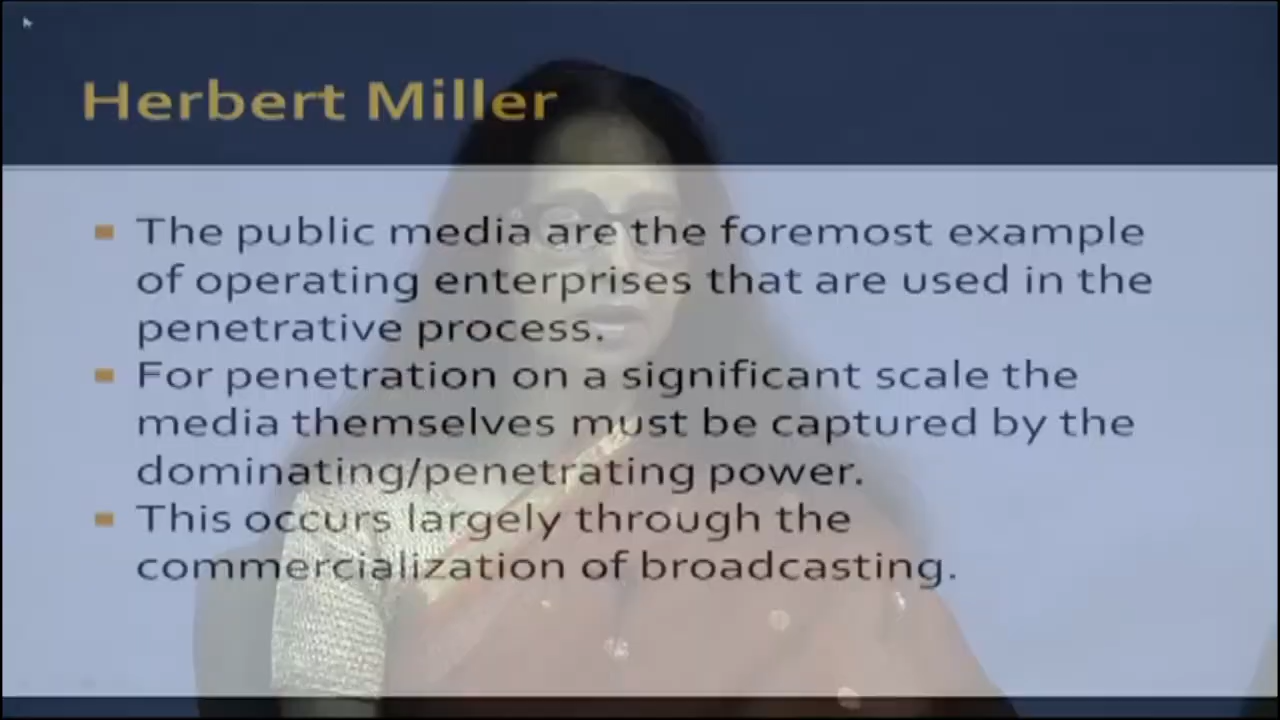 Herbert Miller
The public media are the foremost example
of operating enterprises that are used in the
penetrative process.
For penetration on a significant scale the
media themselves must be captured by the
dominating/penetrating power.
This occurs largely through the
commercialization of broadcasting.